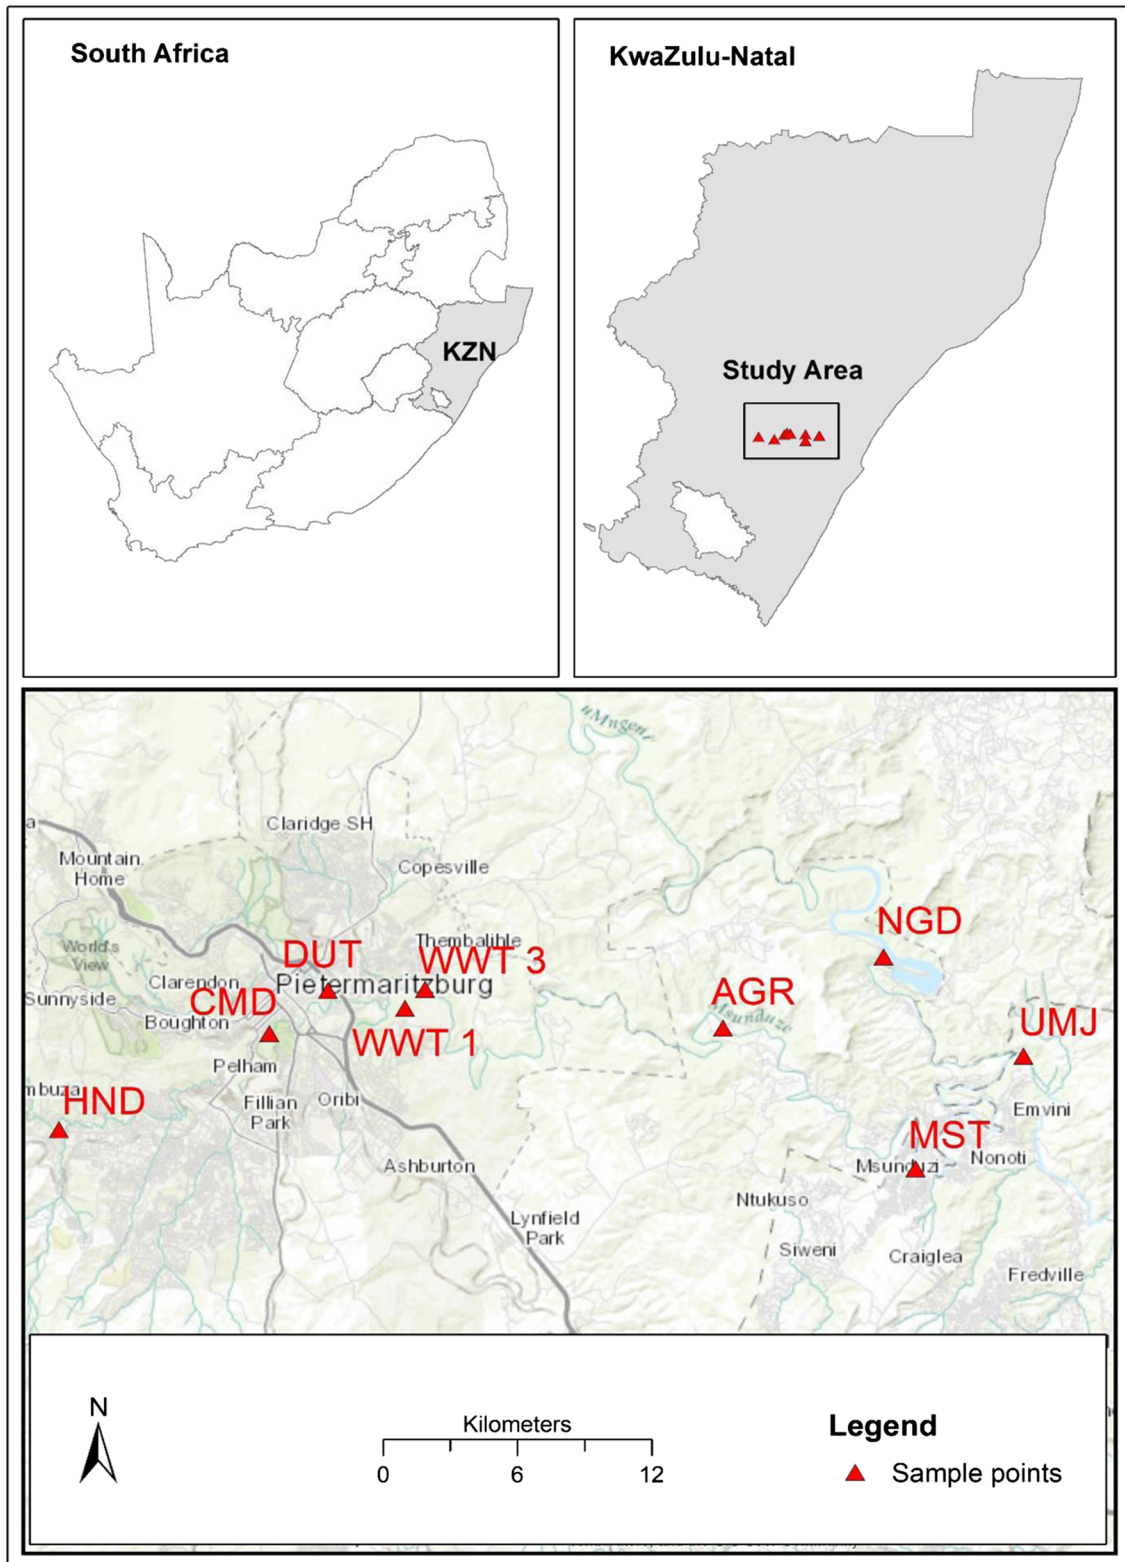 South Africa
KZN
KwaZulu-Natal
Study Area
uMngeni
Claridge SH
Mountain
Home
Copesville
World's
View
Thembalihle
DUT
WWT 3
NGD
Clarendon
Pietermaritzburg
Sunnyside
CMD
AGR
Msunduze
Boughton
WWT 1
UMJ
Pelham
HND
Fillian
Park
Oribi
Emvini
MST
Ashburton
Msunduzi
Nonoti
Ntukuso
Lynfield
Park
Siweni
Craiglea
Fredville
N
Kilometers
0 6 12
Legend
Sample points